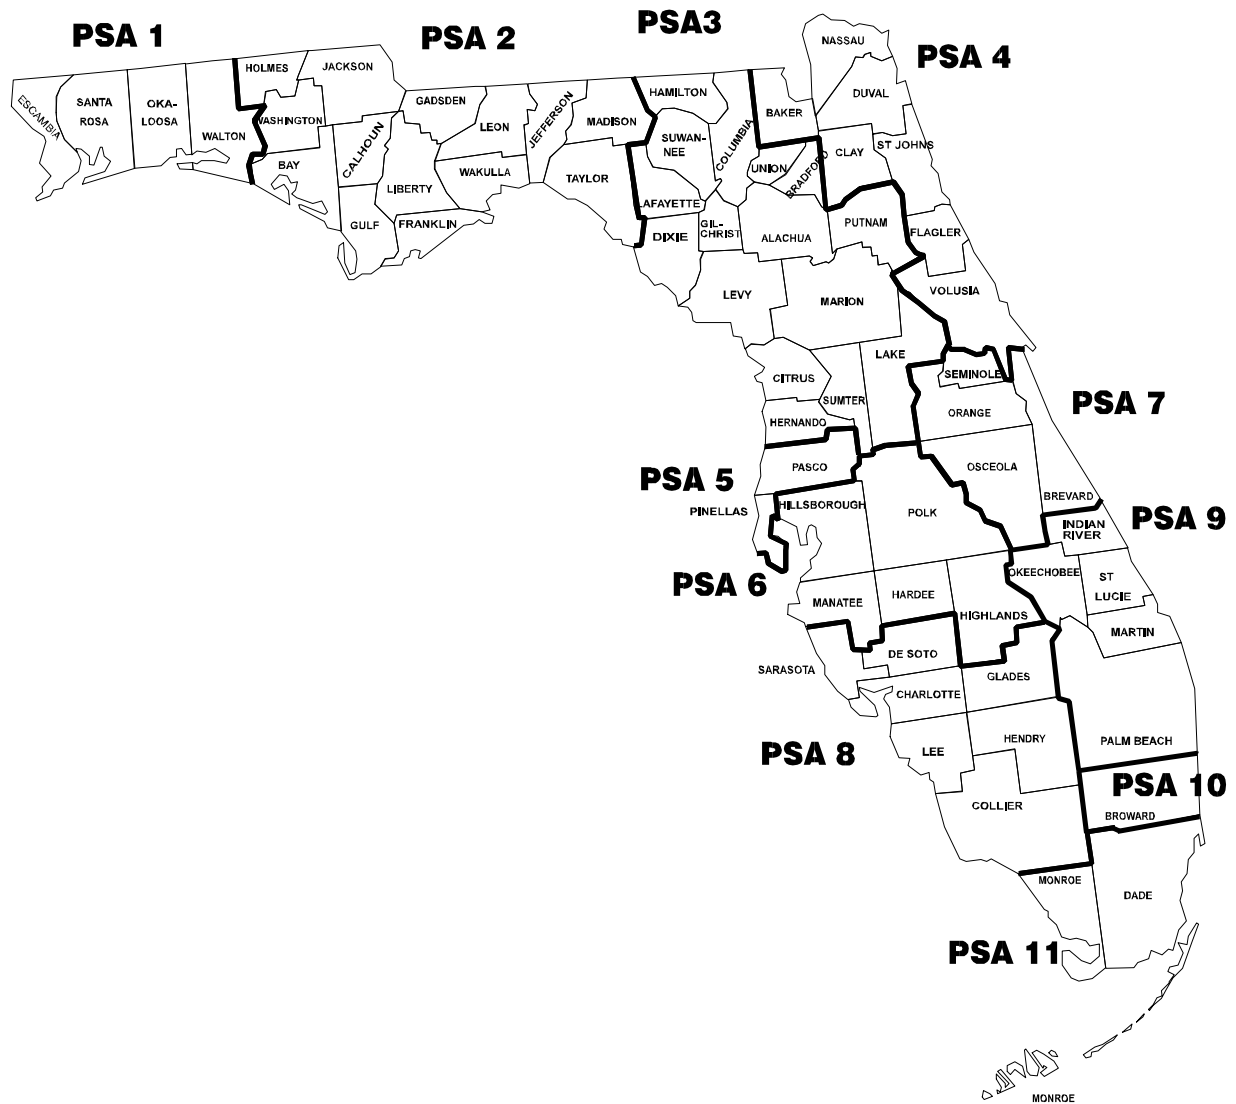 PSA 1
PSA 2
PSA3
PSA 4
NASSAU
HOLMES
JACKSON
ESCAMBIA
SANTA
ROSA
OKA-
LOOSA
WALTON
WASHINGTON
BAY
CALHOUN
GULF
GADSDEN
LIBERTY
FRANKLIN
LEON
WAKULLA
JEFFERSON
MADISON
TAYLOR
HAMILTON
SUWAN-
NEE
LAFAYETTE
DIXIE
COLUMBIA
GIL-
CHRIST
BAKER
UNION
BRADFORD
ALACHUA
DUVAL
CLAY
ST JOHNS
PUTNAM
FLAGLER
LEVY
MARION
VOLUSIA
CITRUS
SUMTER
LAKE
SEMINOLE
HERNANDO
ORANGE
PSA 7
PASCO
OSCEOLA
PSA 5
PINELLAS
HILLSBOROUGH
POLK
BREVARD
PSA 9
INDIAN
RIVER
PSA 6
MANATEE
HARDEE
HIGHLANDS
OKEECHOBEE
ST
LUCIE
MARTIN
SARASOTA
DE SOTO
CHARLOTTE
GLADES
PSA 8
LEE
HENDRY
PALM BEACH
COLLIER
PSA 10
BROWARD
MONROE
DADE
PSA 11
MONROE